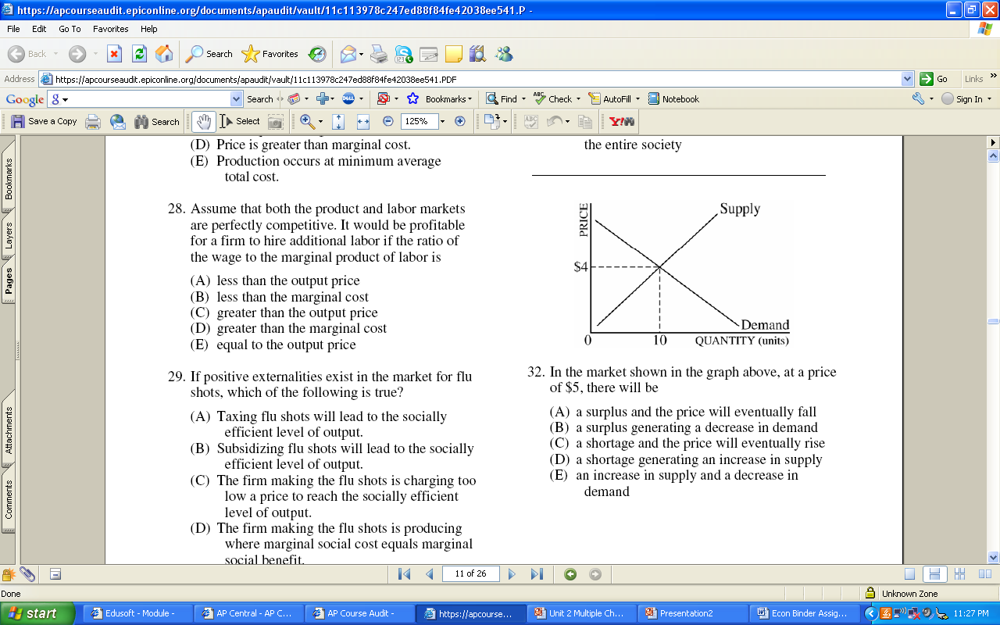 https://apcourseaudit.epiconline.org/documents/apaudit/vault/11c113978c247ed88f84fe42038ee541.P -
File Edit Go To Favorites Help
Back Search Favorites
Address https://apcourseaudit.epiconline.org/documents/apaudit/vault/11c113978c247ed88f84fe42038ee541.PDF Go Links »
Google g Search Bookmarks Find ABC Check AutoFill Notebook Sign In
Save a Copy Search Select 125% ABC Y!
Bookmarks
Layers
Pages
Attachments
Comments
(D) Price is greater than marginal cost.
(E) Production occurs at minimum average
total cost.
28. Assume that both the product and labor markets
are perfectly competitive. It would be profitable
for a firm to hire additional labor if the ratio of
the wage to the marginal product of labor is
(A) less than the output price
(B) less than the marginal cost
(C) greater than the output price
(D) greater than the marginal cost
(E) equal to the output price
29. If positive externalities exist in the market for flu
shots, which of the following is true?
(A) Taxing flu shots will lead to the socially
efficient level of output.
(B) Subsidizing flu shots will lead to the socially
efficient level of output.
(C) The firm making the flu shots is charging too
low a price to reach the socially efficient
level of output.
(D) The firm making the flu shots is producing
where marginal social cost equals marginal
social benefit.
the entire society
PRICE
Supply
$4
Demand
0 10 QUANTITY (units)
32. In the market shown in the graph above, at a price
of $5, there will be
(A) a surplus and the price will eventually fall
(B) a surplus generating a decrease in demand
(C) a shortage and the price will eventually rise
(D) a shortage generating an increase in supply
(E) an increase in supply and a decrease in
demand
11 of 26
Done Unknown Zone
start Edusoft - Module - AP Central - AP C... AP Course Audit - https://apcourse... Unit 2 Multiple Ch... Presentation2 Econ Binder Assig... 11:27 PM